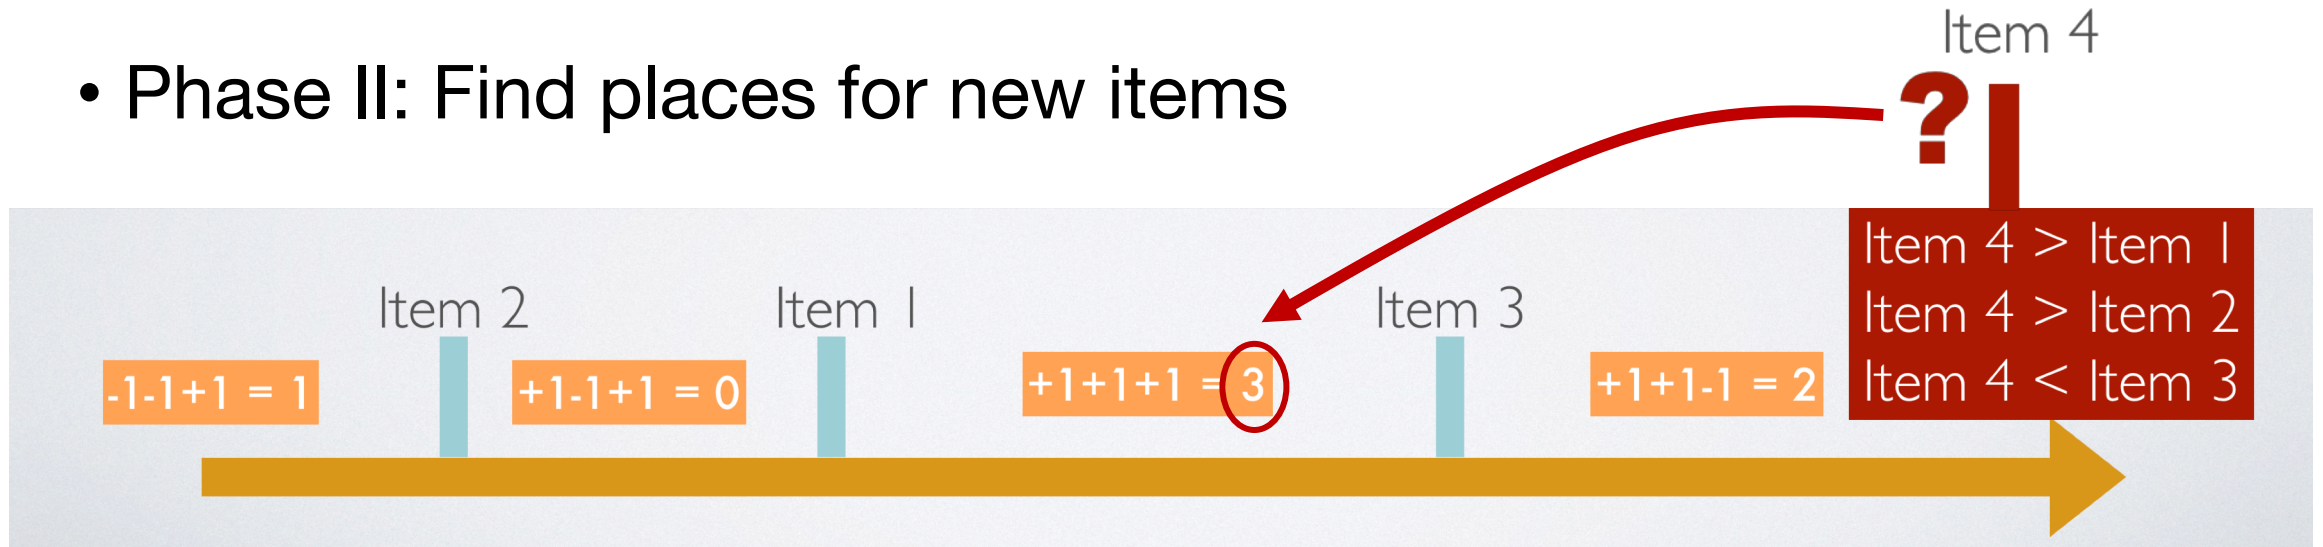 Item 4
• Phase II: Find places for new items
?
Item 4 > Item 1
Item 4 > Item 2
Item 4 < Item 3
Item 2
Item 1
Item 3
-1-1+1 = 1
+1-1+1 = 0
+1+1+1 = 3
+1+1-1 = 2